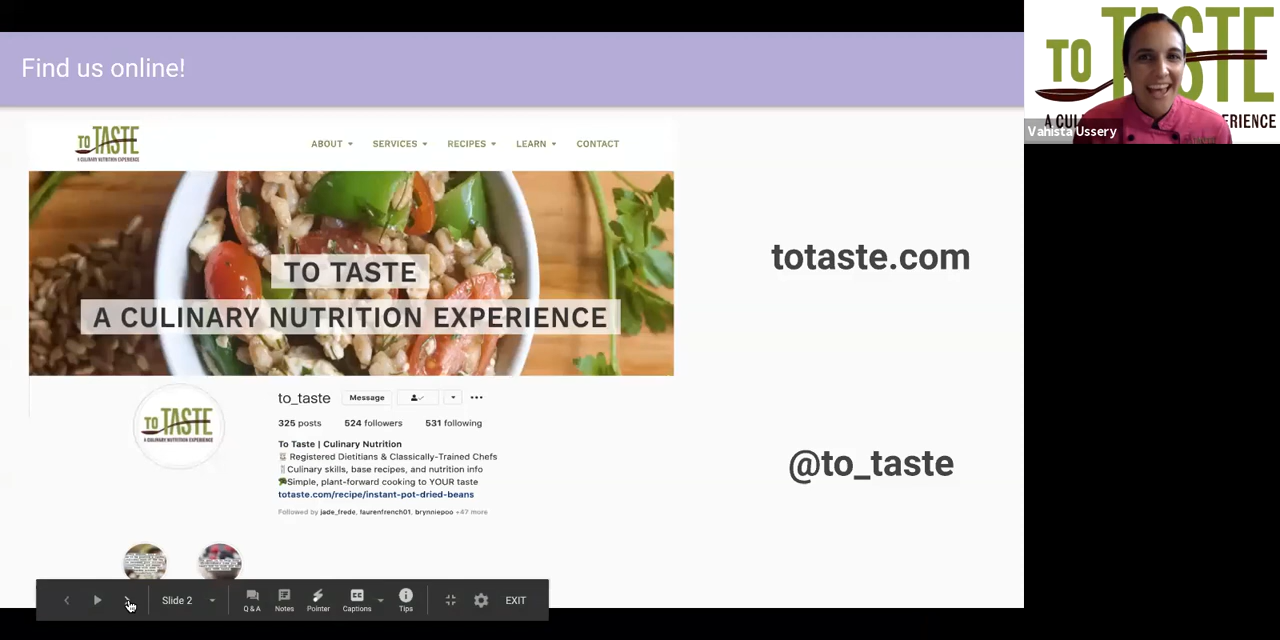 Find us online!
TO TASTE
A CULINARY NUTRITION EXPERIENCE
ABOUT SERVICES RECIPES LEARN CONTACT
TO TASTE
A CULINARY NUTRITION EXPERIENCE
totaste.com
to_taste Message
325 posts 524 followers 531 following
To Taste | Culinary Nutrition
Registered Dietitians & Classically-Trained Chefs
Culinary skills, base recipes, and nutrition info
Simple, plant-forward cooking to YOUR taste
totaste.com/recipe/instant-pot-dried-beans
Followed by jade_frede, laurenfrench01, brynniepoo +47 more
TO TASTE
A CULINARY NUTRITION EXPERIENCE
@to_taste
Slide 2
Q & A Notes Pointer Captions Tips EXIT
TO TASTE
A CUL ERIENCE
Vahista Ussery